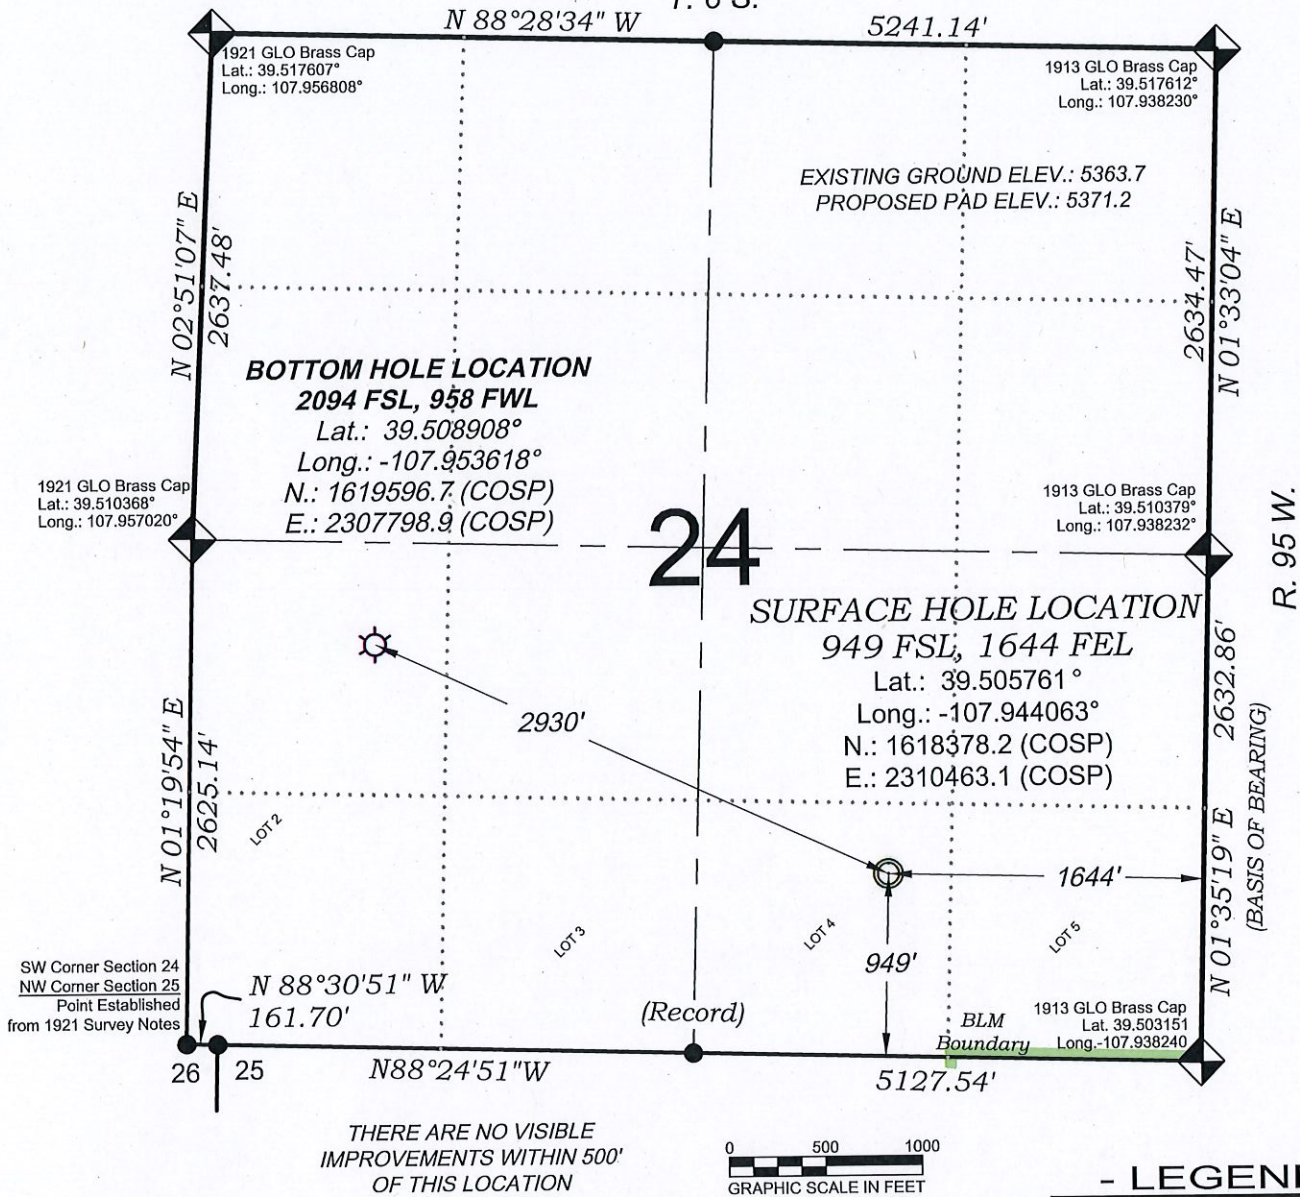 T. 6 S.
N 88°28'34" W
5241.14'
1921 GLO Brass Cap
Lat.: 39.517607°
Long.: 107.956808°
1913 GLO Brass Cap
Lat.: 39.517612°
Long.: 107.938230°
EXISTING GROUND ELEV.: 5363.7
PROPOSED PAD ELEV.: 5371.2
N 02°51'07" E
2637.48'
2634.47'
N 01°33'04" E
BOTTOM HOLE LOCATION
2094 FSL, 958 FWL
Lat.: 39.508908°
Long.: -107.953618°
N.: 1619596.7 (COSP)
E.: 2307798.9 (COSP)
1921 GLO Brass Cap
Lat.: 39.510368°
Long.: 107.957020°
1913 GLO Brass Cap
Lat.: 39.510379°
Long.: 107.938232°
24
R. 95 W.
SURFACE HOLE LOCATION
949 FSL, 1644 FEL
Lat.: 39.505761°
Long.: -107.944063°
N.: 1618378.2 (COSP)
E.: 2310463.1 (COSP)
2930'
N 01°19'54" E
2625.14'
2632.86'
N 01°35'19" E
(BASIS OF BEARING)
LOT 2
LOT 3
LOT 4
LOT 5
1644'
949'
SW Corner Section 24
NW Corner Section 25
Point Established
from 1921 Survey Notes
N 88°30'51" W
161.70'
(Record)
BLM
Boundary
1913 GLO Brass Cap
Lat. 39.503151
Long.-107.938240
26
25
N88°24'51"W
5127.54'
THERE ARE NO VISIBLE
IMPROVEMENTS WITHIN 500'
OF THIS LOCATION
0 500 1000
GRAPHIC SCALE IN FEET
- LEGEN